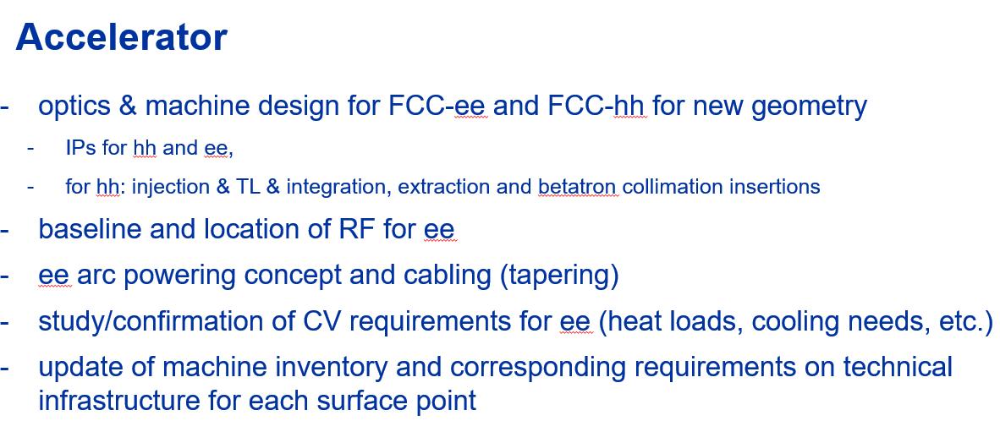 Accelerator
- optics & machine design for FCC-ee and FCC-hh for new geometry
- IPs for hh and ee,
- for hh: injection & TL & integration, extraction and betatron collimation insertions
- baseline and location of RF for ee
- ee arc powering concept and cabling (tapering)
- study/confirmation of CV requirements for ee (heat loads, cooling needs, etc.)
- update of machine inventory and corresponding requirements on technical
infrastructure for each surface point